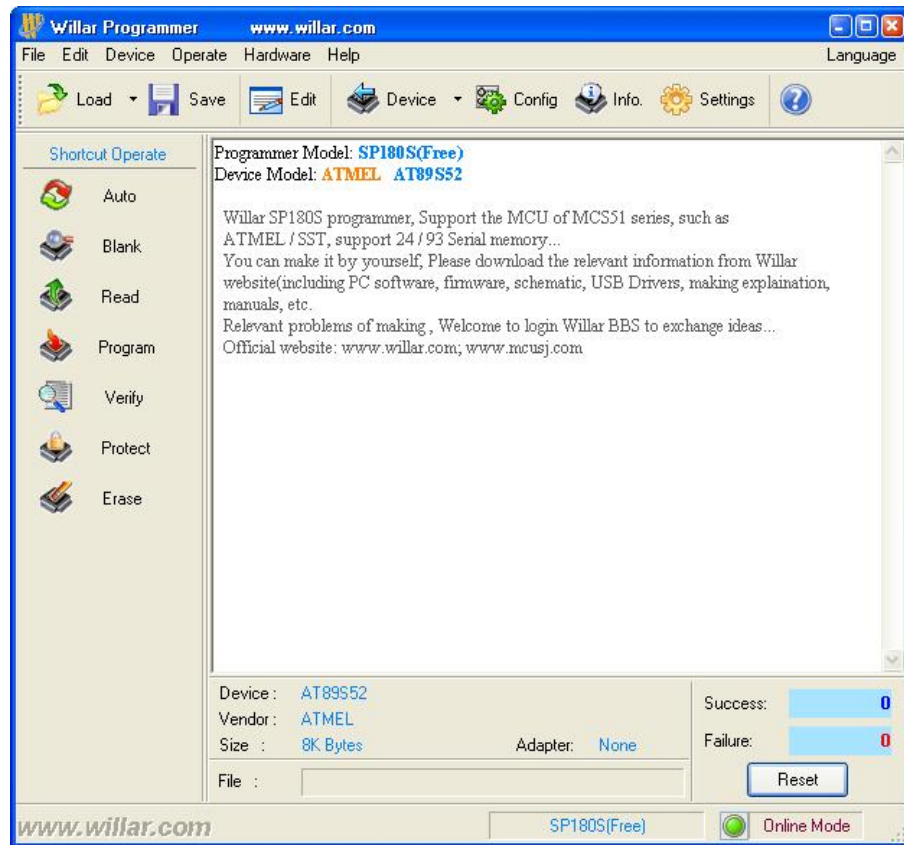 Willar Programmer www.willar.com
File Edit Device Operate Hardware Help Language
Load Save Edit Device Config Info. Settings
Shortcut Operate
Auto
Blank
Read
Program
Verify
Protect
Erase
Programmer Model: SP180S(Free)
Device Model: ATMEL AT89S52
Willar SP180S programmer, Support the MCU of MCS51 series, such as
ATMEL / SST, support 24 / 93 Serial memory...
You can make it by yourself, Please download the relevant information from Willar
website(including PC software, firmware, schematic, USB Drivers, making explaination,
manuals, etc.
Relevant problems of making , Welcome to login Willar BBS to exchange ideas...
Official website: www.willar.com; www.mcusj.com
Device : AT89S52
Vendor : ATMEL
Size : 8K Bytes Adapter: None
File :
Success: 0
Failure: 0
Reset
www.willar.com SP180S(Free) Online Mode